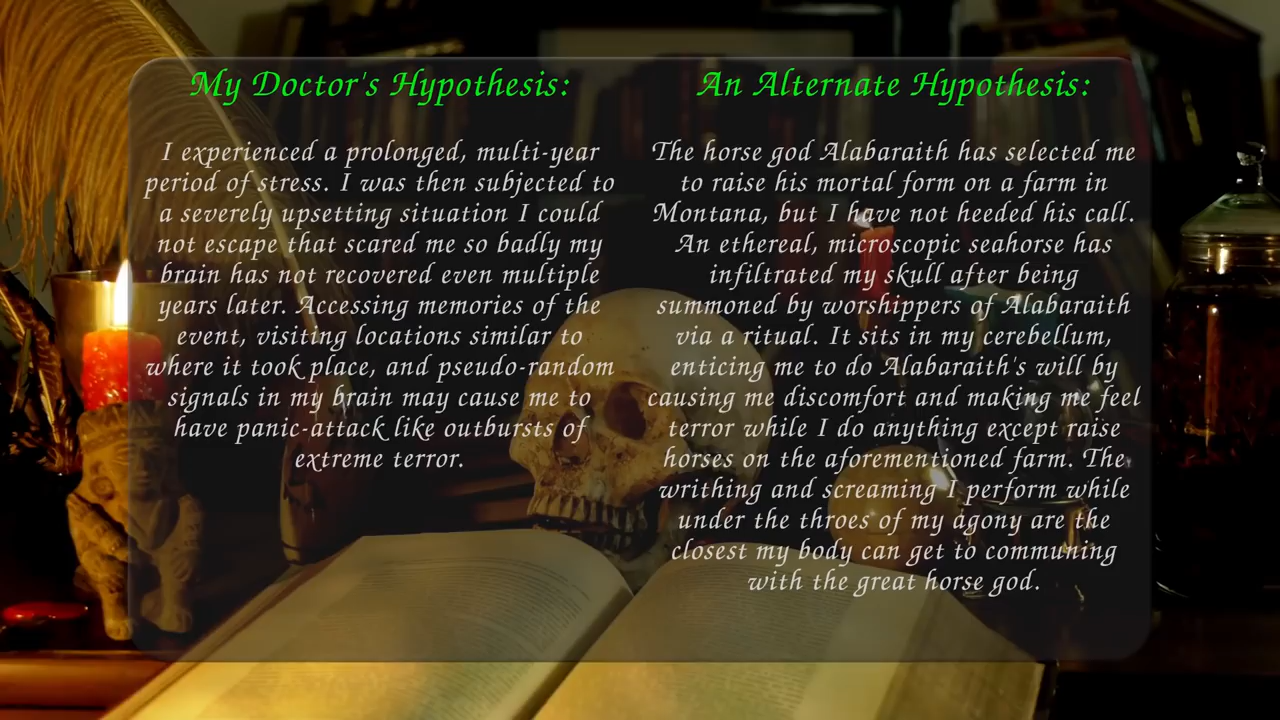 My Doctor's Hypothesis:
I experienced a prolonged, multi-year
period of stress. I was then subjected to
a severely upsetting situation I could
not escape that scared me so badly my
brain has not recovered even multiple
years later. Accessing memories of the
event, visiting locations similar to
where it took place, and pseudo-random
signals in my brain may cause me to
have panic-attack like outbursts of
extreme terror.
An Alternate Hypothesis:
The horse god Alabaraith has selected me
to raise his mortal form on a farm in
Montana, but I have not heeded his call.
An ethereal, microscopic seahorse has
infiltrated my skull after being
summoned by worshippers of Alabaraith
via a ritual. It sits in my cerebellum,
enticing me to do Alabaraith's will by
causing me discomfort and making me feel
terror while I do anything except raise
horses on the aforementioned farm. The
writhing and screaming I perform while
under the throes of my agony are the
closest my body can get to communing
with the great horse god.